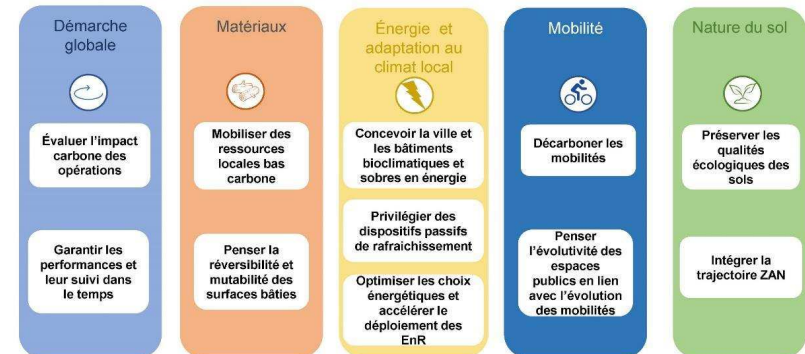 Démarche
globale
Évaluer l'impact
carbone des
opérations
Garantir les
performances et
leur suivi dans
le temps
Matériaux
Mobiliser des
ressources
locales bas
carbone
Penser la
réversibilité et
mutabilité des
surfaces bâties
Énergie et
adaptation au
climat local
Concevoir la ville et
les bâtiments
bioclimatiques et
sobres en énergie
Privilégier des
dispositifs passifs
de rafraichissement
Optimiser les choix
énergétiques et
accélérer le
déploiement des
EnR
Mobilité
Décarboner les
mobilités
Penser
l'évolutivité des
espaces
publics en lien
avec l'évolution
des mobilités
Nature du sol
Préserver les
qualités
écologiques des
sols
Intégrer la
trajectoire ZAN